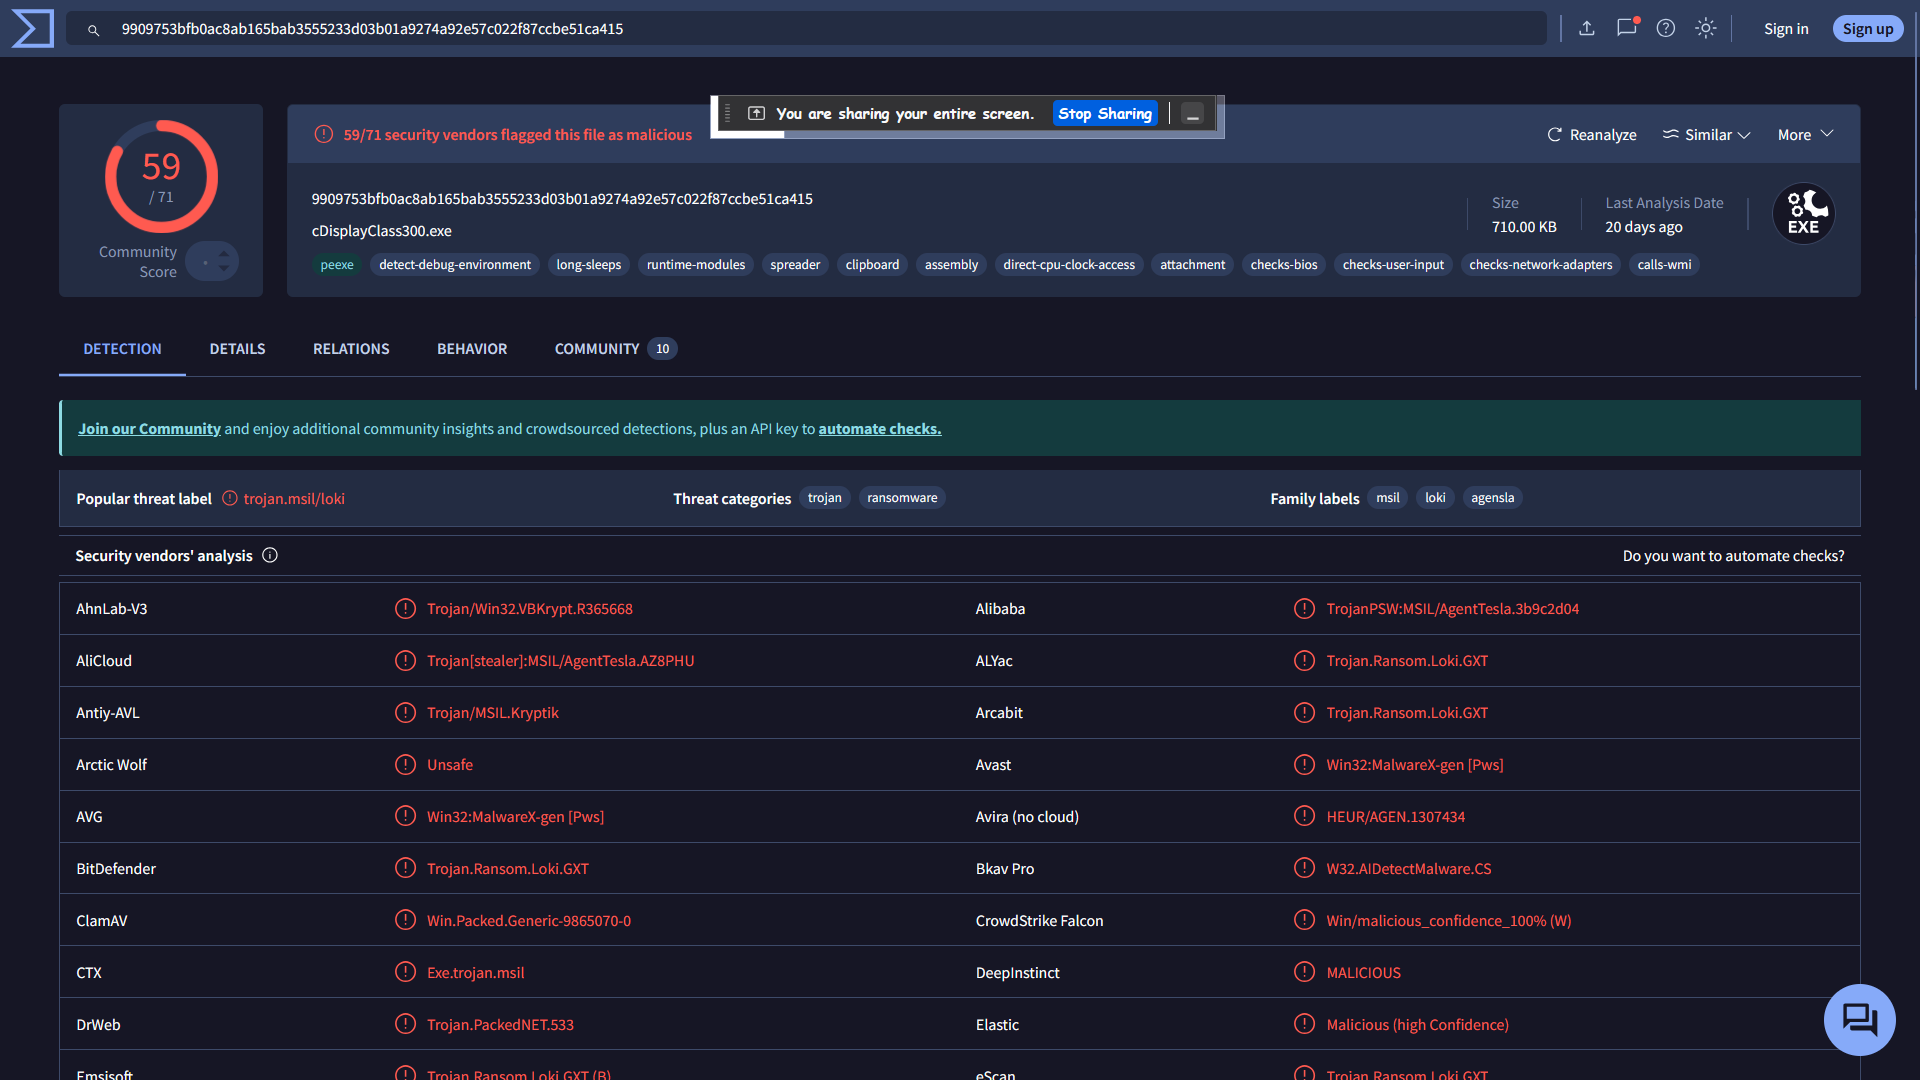 9909753bfb0ac8ab165bab3555233d03b01a9274a92e57c022f87ccbe51ca415
Sign in
Sign up
You are sharing your entire screen.
Stop Sharing
59
/ 71
Community Score
59/71 security vendors flagged this file as malicious
Reanalyze
Similar
More
9909753bfb0ac8ab165bab3555233d03b01a9274a92e57c022f87ccbe51ca415
cDisplayClass300.exe
Size
710.00 KB
Last Analysis Date
20 days ago
EXE
peexe detect-debug-environment long-sleeps runtime-modules spreader clipboard assembly direct-cpu-clock-access attachment checks-bios checks-user-input checks-network-adapters calls-wmi
DETECTION DETAILS RELATIONS BEHAVIOR COMMUNITY 10
Join our Community and enjoy additional community insights and crowdsourced detections, plus an API key to automate checks.
Popular threat label trojan.msil/loki Threat categories trojan ransomware Family labels msil loki agensla
Security vendors' analysis Do you want to automate checks?
AhnLab-V3 Trojan/Win32.VBKrypt.R365668 Alibaba TrojanPSW:MSIL/AgentTesla.3b9c2d04
AliCloud Trojan[stealer]:MSIL/AgentTesla.AZ8PHU ALYac Trojan.Ransom.Loki.GXT
Antiy-AVL Trojan/MSIL.Kryptik Arcabit Trojan.Ransom.Loki.GXT
Arctic Wolf Unsafe Avast Win32:MalwareX-gen [Pws]
AVG Win32:MalwareX-gen [Pws] Avira (no cloud) HEUR/AGEN.1307434
BitDefender Trojan.Ransom.Loki.GXT Bkav Pro W32.AIDetectMalware.CS
ClamAV Win.Packed.Generic-9865070-0 CrowdStrike Falcon Win/malicious_confidence_100% (W)
CTX Exe.trojan.msil DeepInstinct MALICIOUS
DrWeb Trojan.PackedNET.533 Elastic Malicious (high Confidence)
Emsisoft Trojan.Ransom.Loki.GXT (B) eScan Trojan.Ransom.Loki.GXT